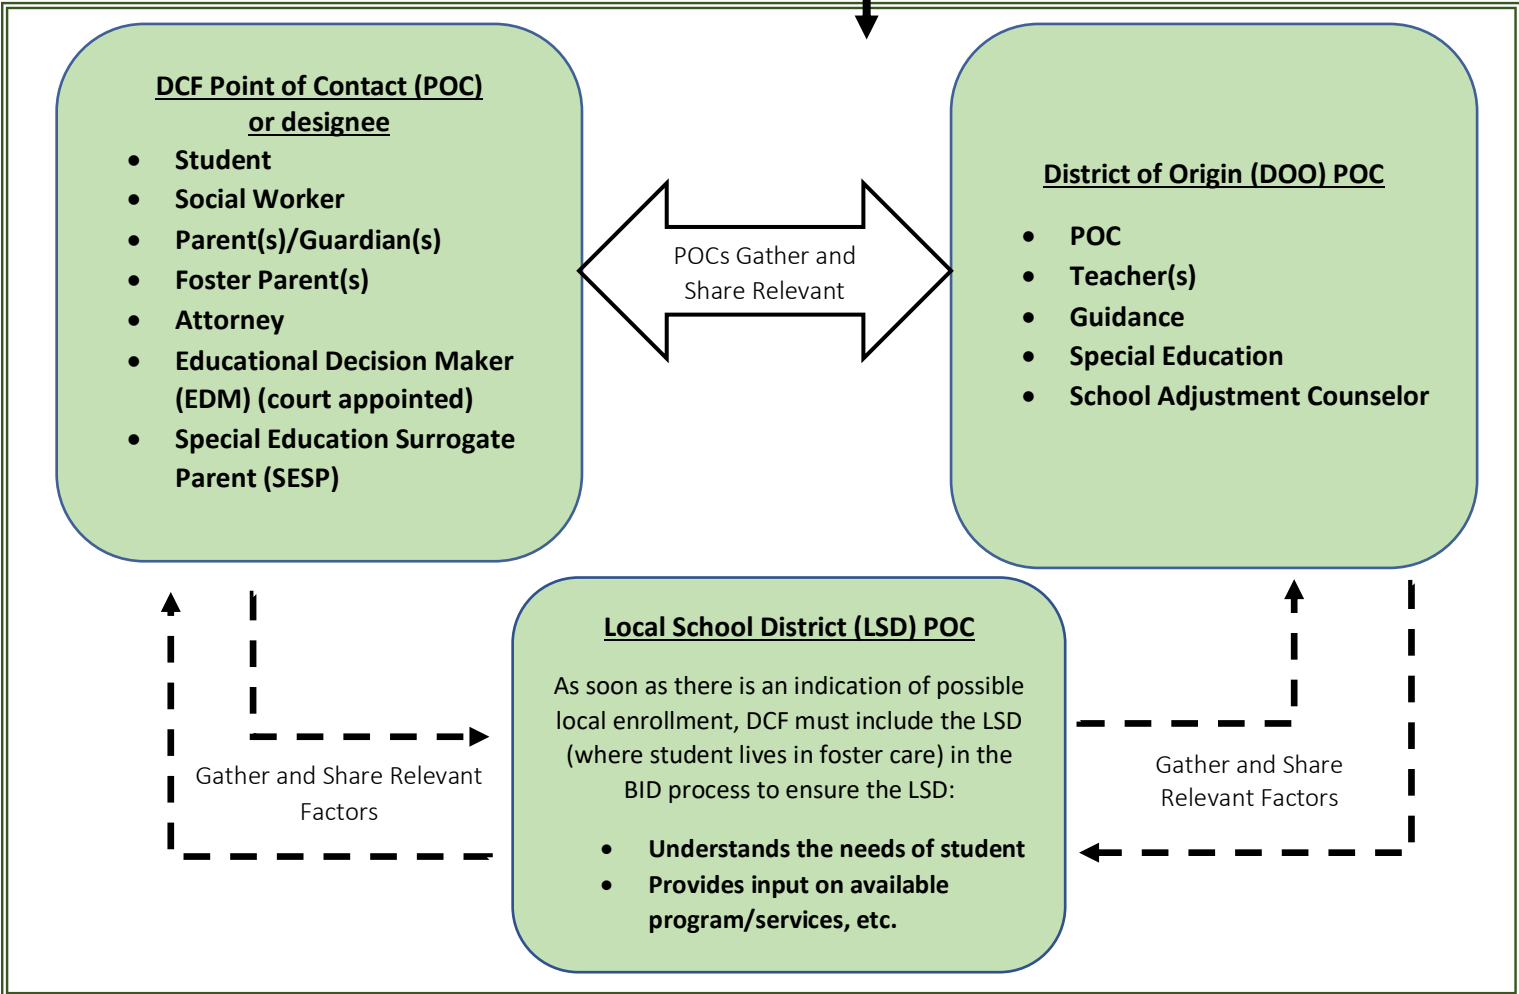 DCF Point of Contact (POC)
or designee
• Student
• Social Worker
• Parent(s)/Guardian(s)
• Foster Parent(s)
• Attorney
• Educational Decision Maker
(EDM) (court appointed)
• Special Education Surrogate
Parent (SESP)
POCs Gather and
Share Relevant
District of Origin (DOO) POC
• POC
• Teacher(s)
• Guidance
• Special Education
• School Adjustment Counselor
Gather and Share Relevant
Factors
Local School District (LSD) POC
As soon as there is an indication of possible
local enrollment, DCF must include the LSD
(where student lives in foster care) in the
BID process to ensure the LSD:
• Understands the needs of student
• Provides input on available
program/services, etc.
Gather and Share
Relevant Factors